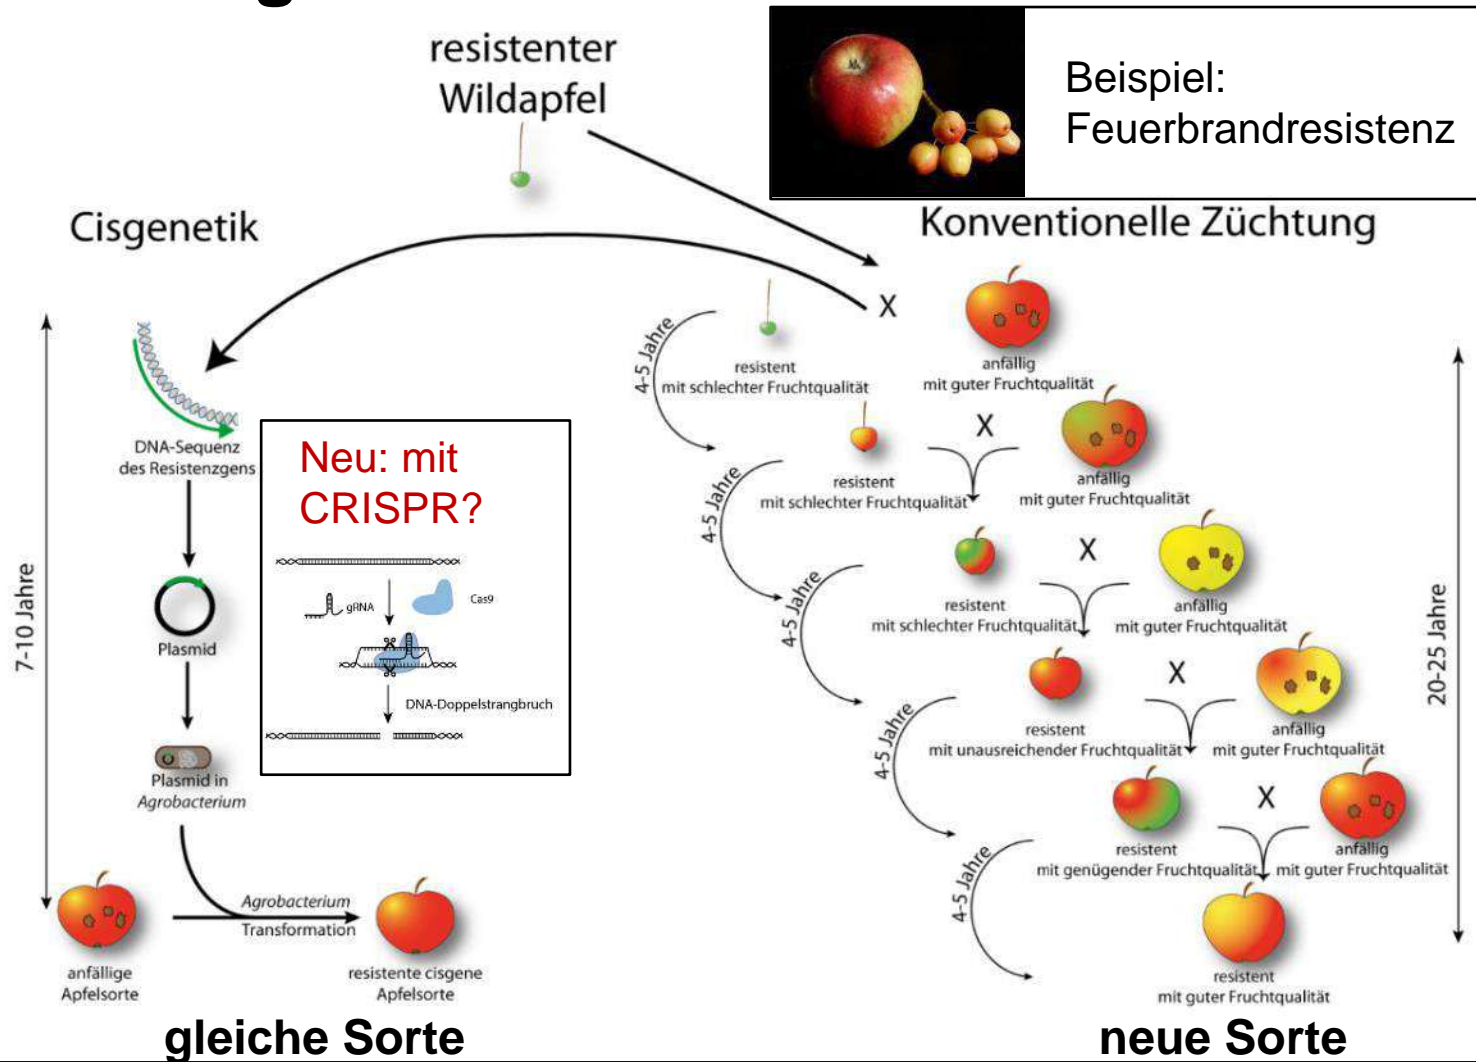 resistenter
Wildapfel
Beispiel:
Feuerbrandresistenz
Cisgenetik
Konventionelle Züchtung
7-10 Jahre
DNA-Sequenz
des Resistenzgens
Plasmid
Plasmid in
Agrobacterium
anfällige
Apfelsorte
Agrobacterium
Transformation
resistente cisgene
Apfelsorte
gleiche Sorte
Neu: mit
CRISPR?
gRNA
Cas9
DNA-Doppelstrangbruch
X
4-5 Jahre
resistent
mit schlechter Fruchtqualität
anfällig
mit guter Fruchtqualität
X
4-5 Jahre
resistent
mit schlechter Fruchtqualität
anfällig
mit guter Fruchtqualität
X
4-5 Jahre
resistent
mit schlechter Fruchtqualität
anfällig
mit guter Fruchtqualität
X
4-5 Jahre
resistent
mit unausreichender Fruchtqualität
anfällig
mit guter Fruchtqualität
X
4-5 Jahre
resistent
mit genügender Fruchtqualität
anfällig
mit guter Fruchtqualität
resistent
mit guter Fruchtqualität
20-25 Jahre
neue Sorte